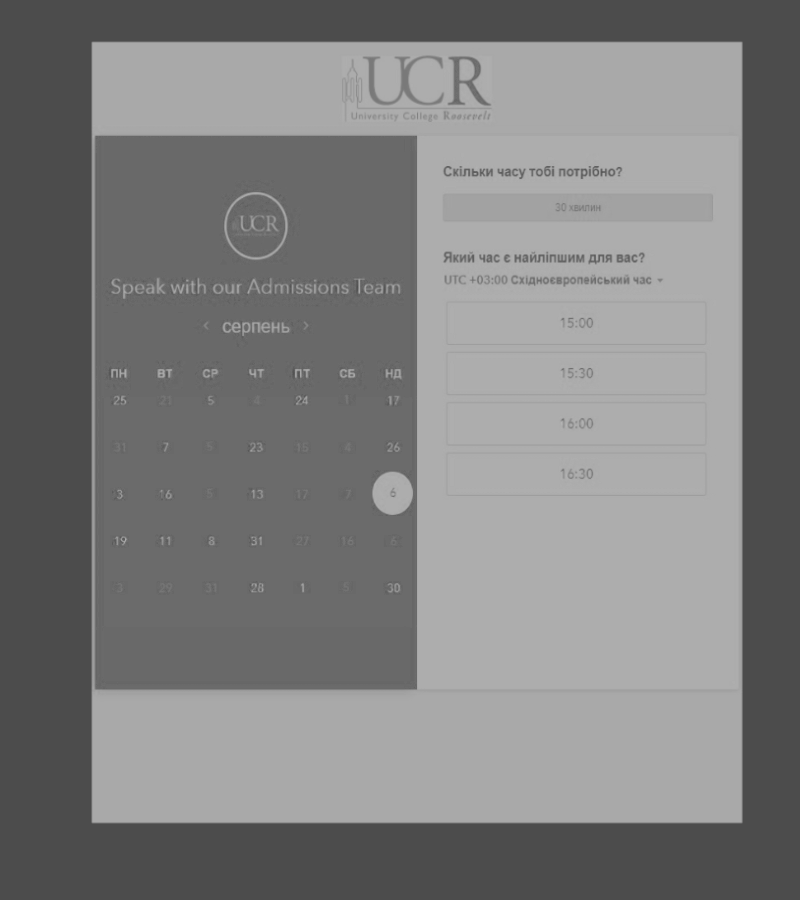 UCR
University College Roosevelt
UCR
Speak with our Admissions Team
‹ серпень ›
ПН ВТ СР ЧТ ПТ СБ НД
25 21 5 4 24 1 17
31 7 5 23 15 4 26
3 16 5 13 17 7 6
19 11 8 31 27 16 6
3 29 31 28 1 5 30
Скільки часу тобі потрібно?
30 хвилин
Який час є найліпшим для вас?
UTC +03:00 Східноєвропейський час
15:00
15:30
16:00
16:30